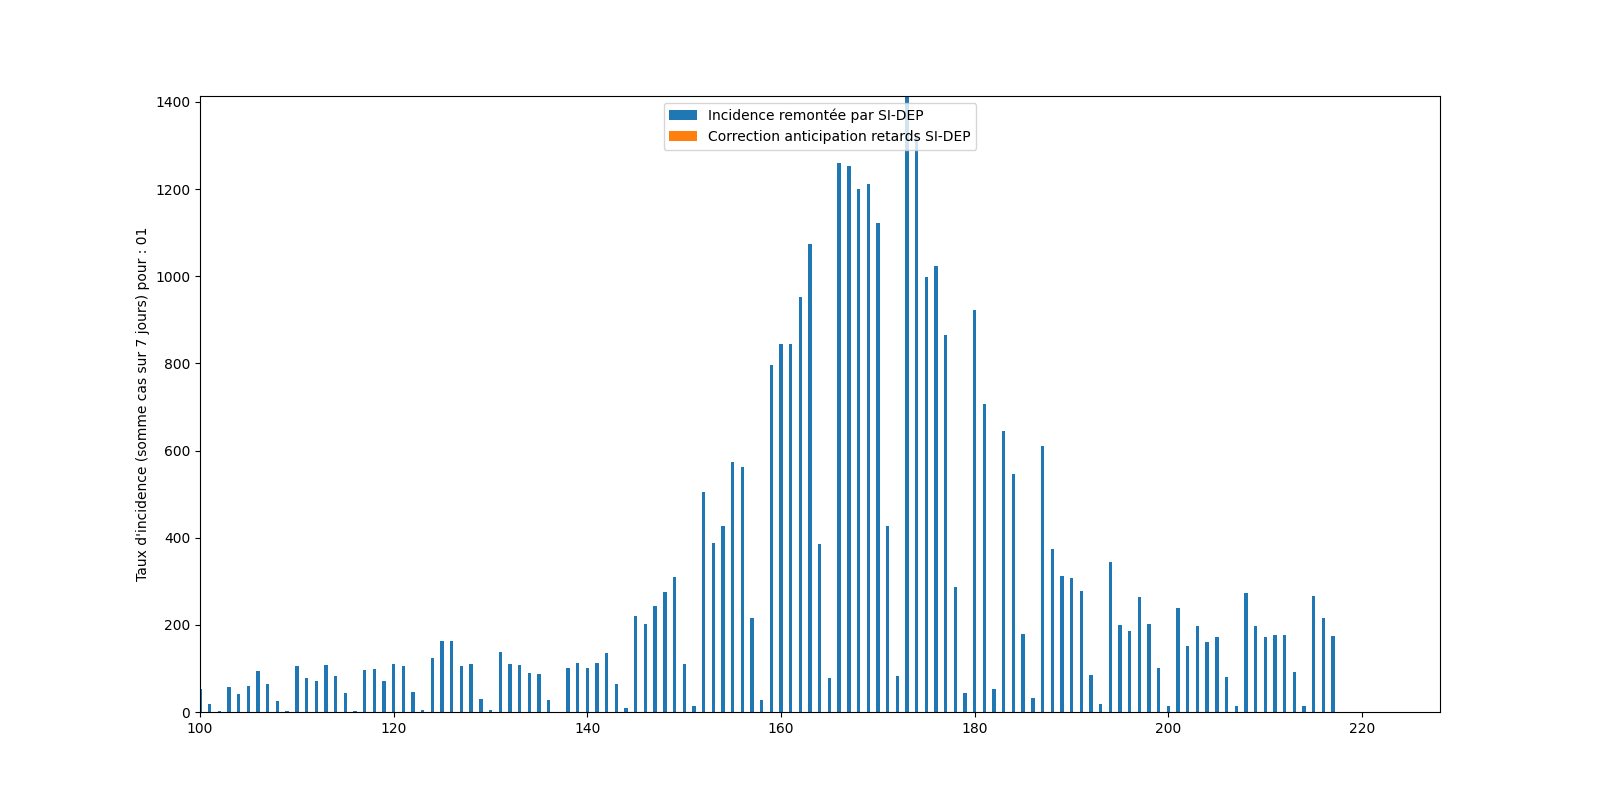 Incidence remontée par SI-DEP
Correction anticipation retards SI-DEP
Taux d'incidence (somme cas sur 7 jours) pour : 01
1400
1200
1000
800
600
400
200
0
100 120 140 160 180 200 220